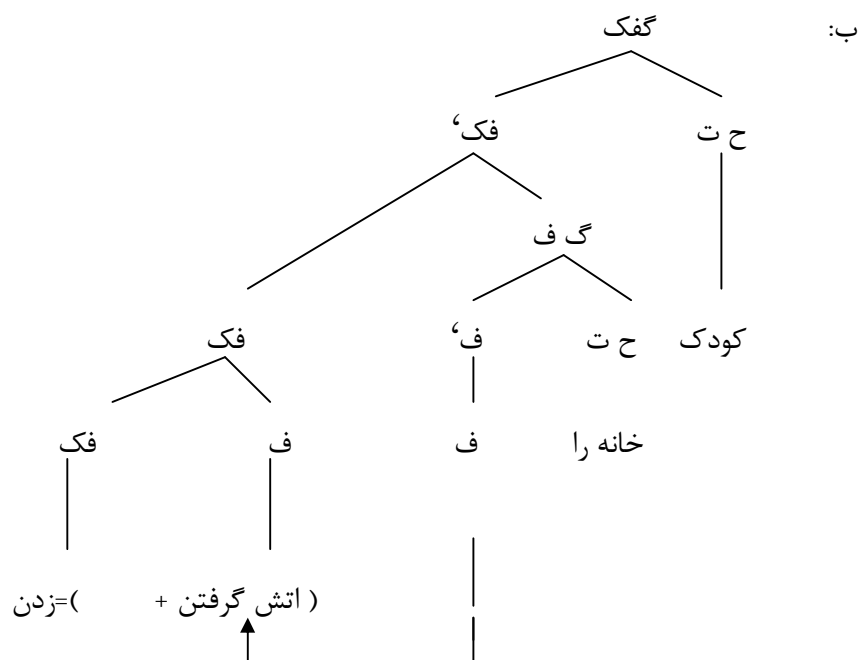 ب: گفک
ح ت فک‘
گ ف
کودک ح ت ف‘ فک
خانه را ف ف فک
( اتش گرفتن + )=زدن